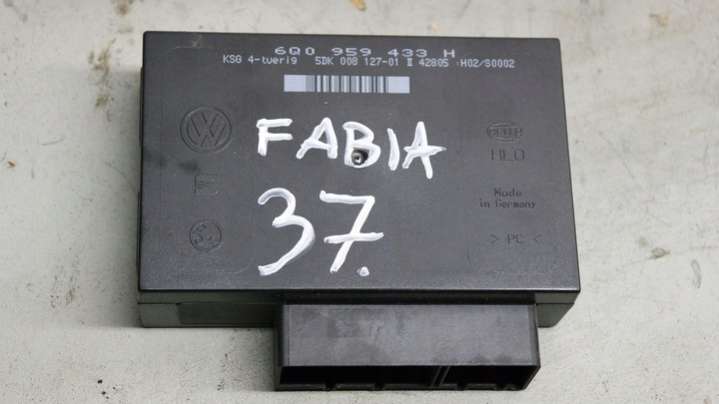 6Q0 959 433 H
KSG 4-tuerig 5DK 008 127-01 II 42805 H02/S0002
FABIA
37.
HLO
Made
in Germany
> PC <